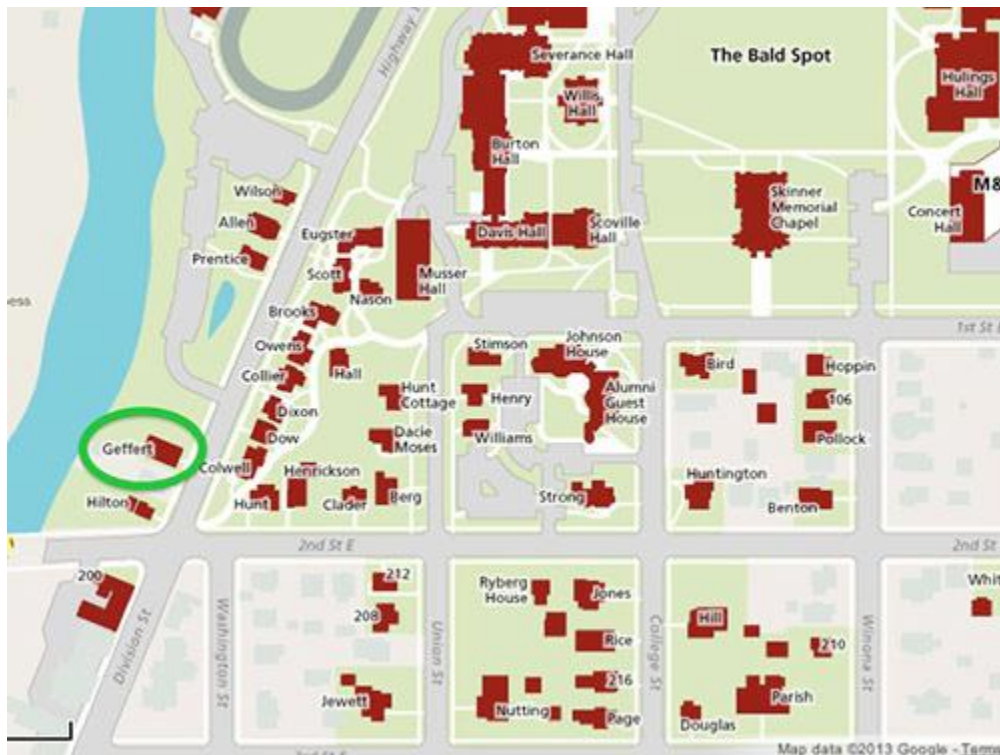 Severance Hall
The Bald Spot
Highway
Willis
Hall
Hulings
Hall
Burton
Hall
Wilson
Allen
Prentice
Eugster
Scott
Nason
Musser
Hall
Davis Hall
Scoville
Hall
Skinner
Memorial
Chapel
M&
Concert
Hall
Brooks
Owens
Collier
Hall
Dixon
Dow
Colwell
Hunt
Cottage
Dacie
Moses
Stimson
Henry
Williams
Johnson
House
Alumni
Guest
House
1st St
Bird
Hoppin
106
Pollock
Geffert
Hilton
Hunt
Henrickson
Clader
Berg
Strong
Huntington
Benton
2nd St E
2nd St
200
212
208
Jewett
Division St
Washington St
Union St
Ryberg
House
Jones
Rice
216
Nutting
Page
College St
Hill
210
Parish
Douglas
Winona St
Whit
Map data ©2013 Google - Terms